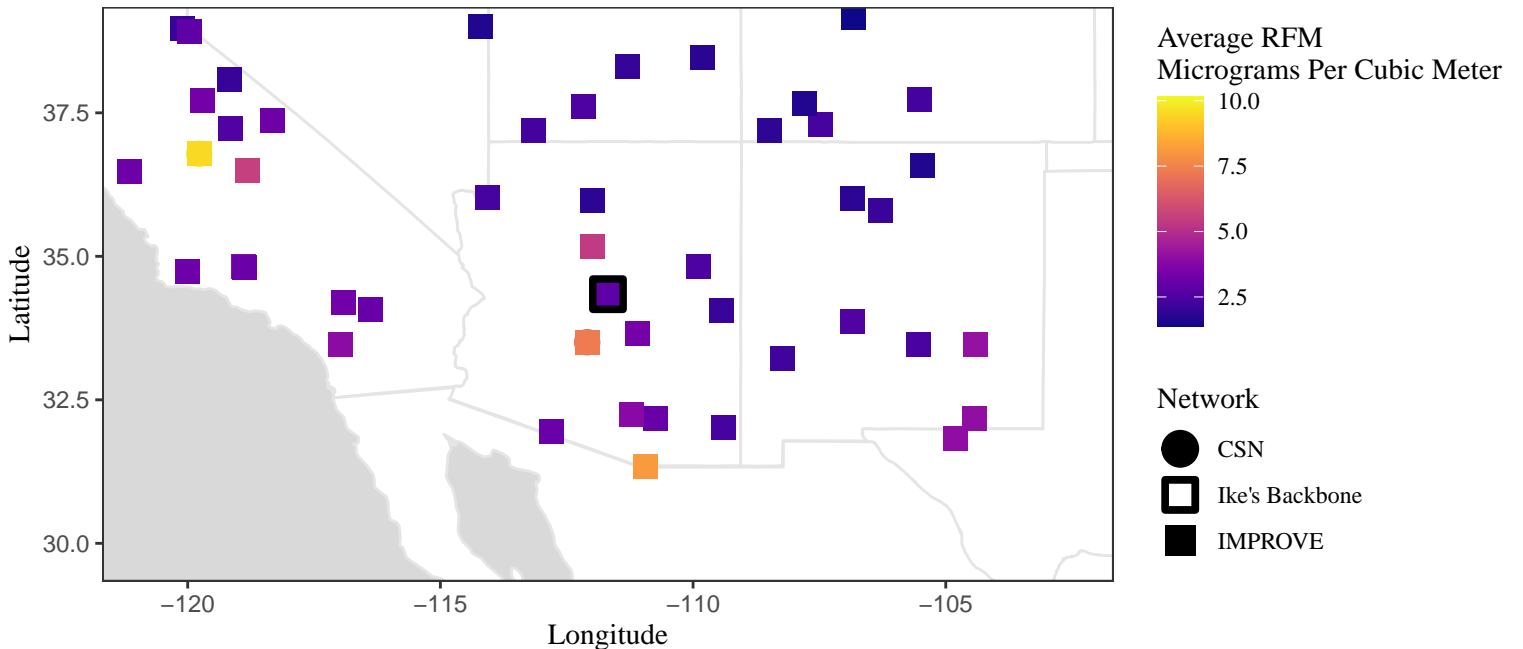 37.5
35.0
32.5
30.0
Latitude
−120
−115
−110
−105
Longitude
Average RFM
Micrograms Per Cubic Meter
10.0
7.5
5.0
2.5
Network
CSN
Ike's Backbone
IMPROVE